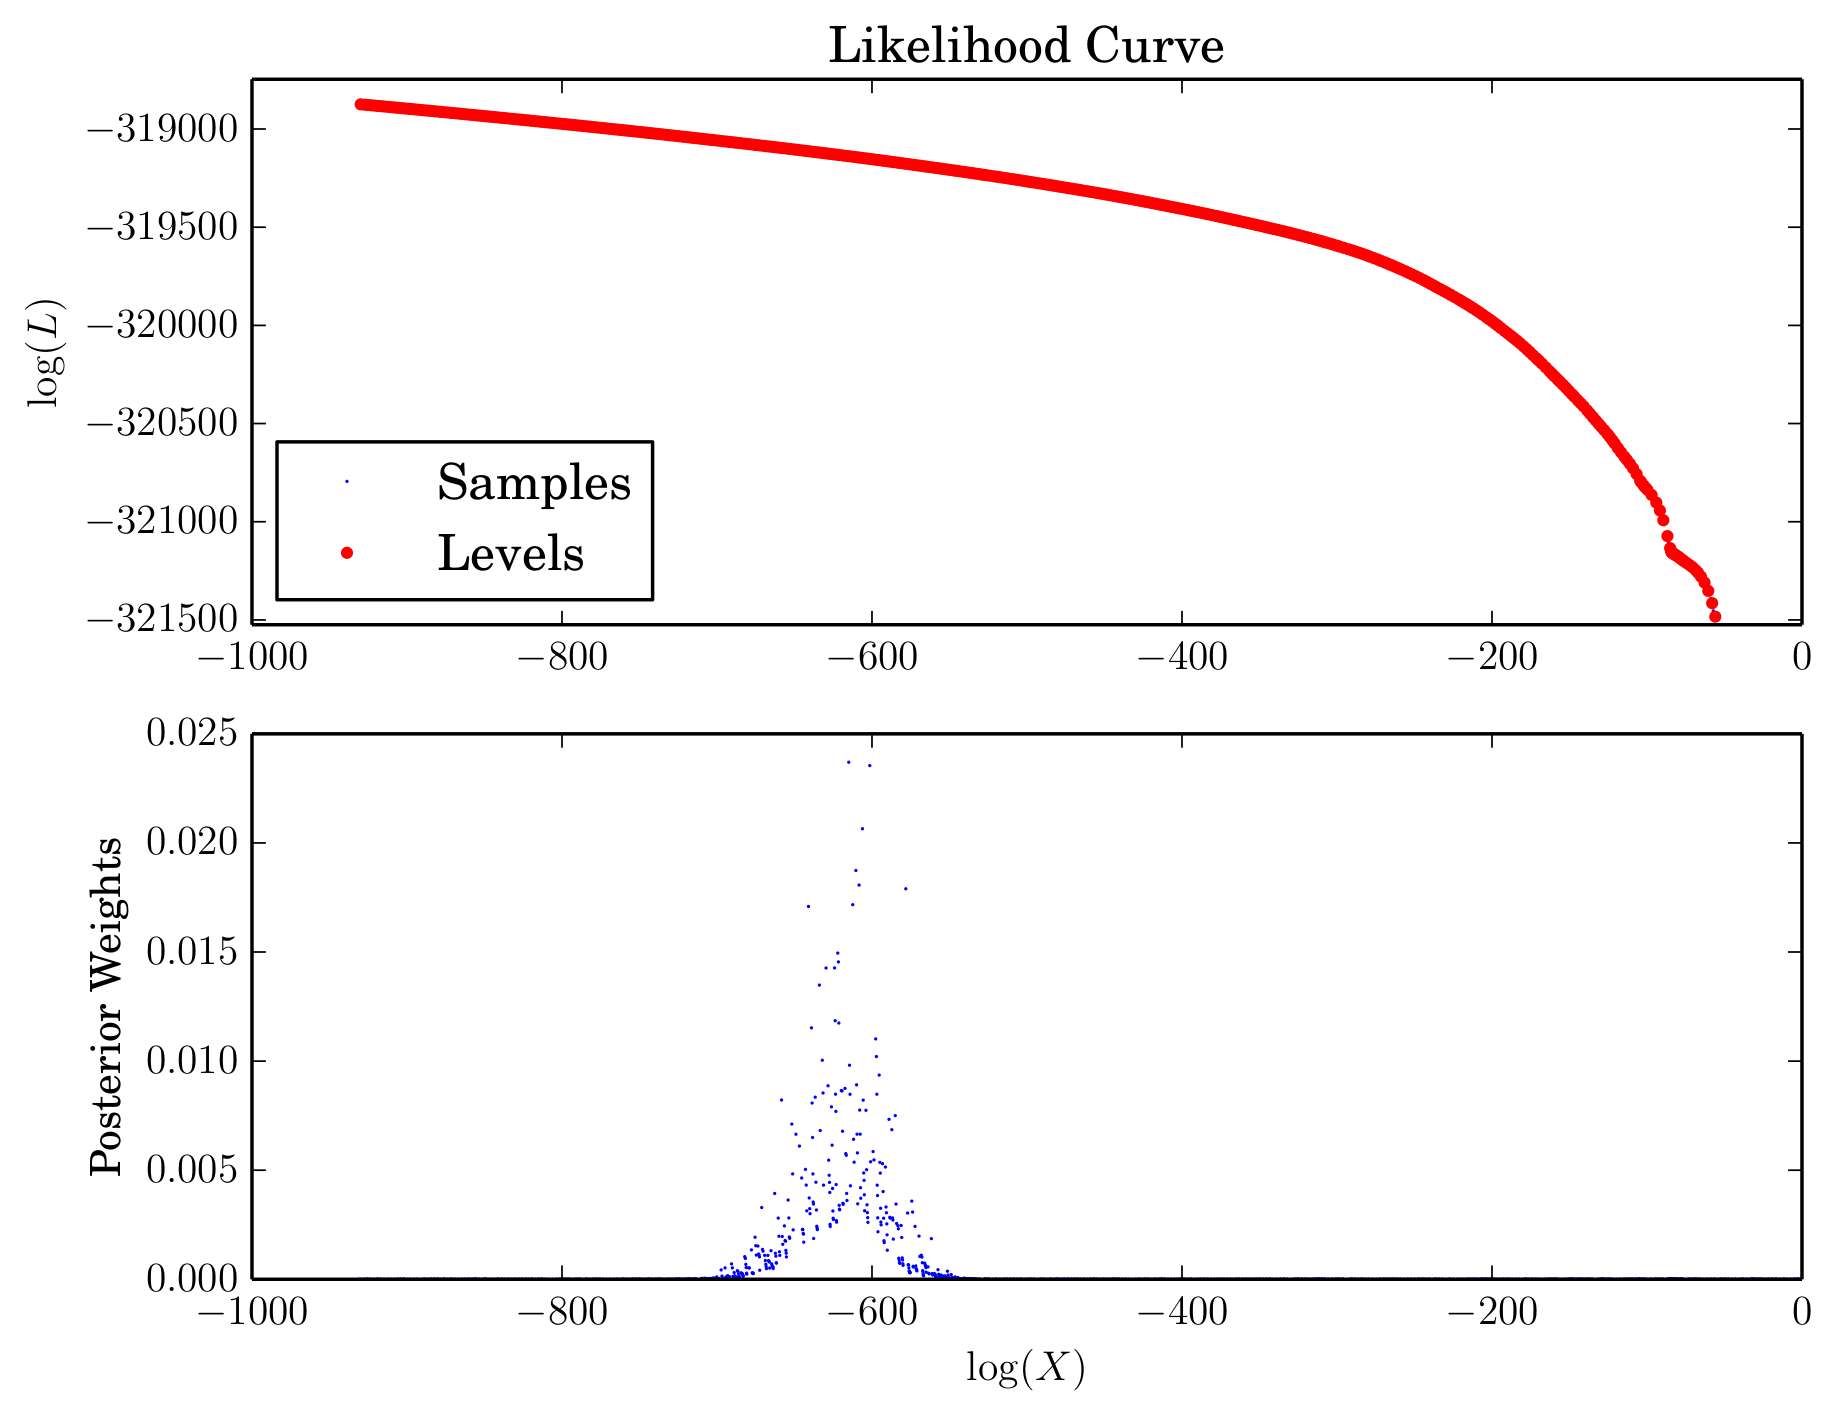 Likelihood Curve
−319000
−319500
−320000
−320500
−321000
−321500
log(L)
Samples
Levels
−1000 −800 −600 −400 −200 0
0.025
0.020
0.015
0.010
0.005
0.000
Posterior Weights
−1000 −800 −600 −400 −200 0
log(X)